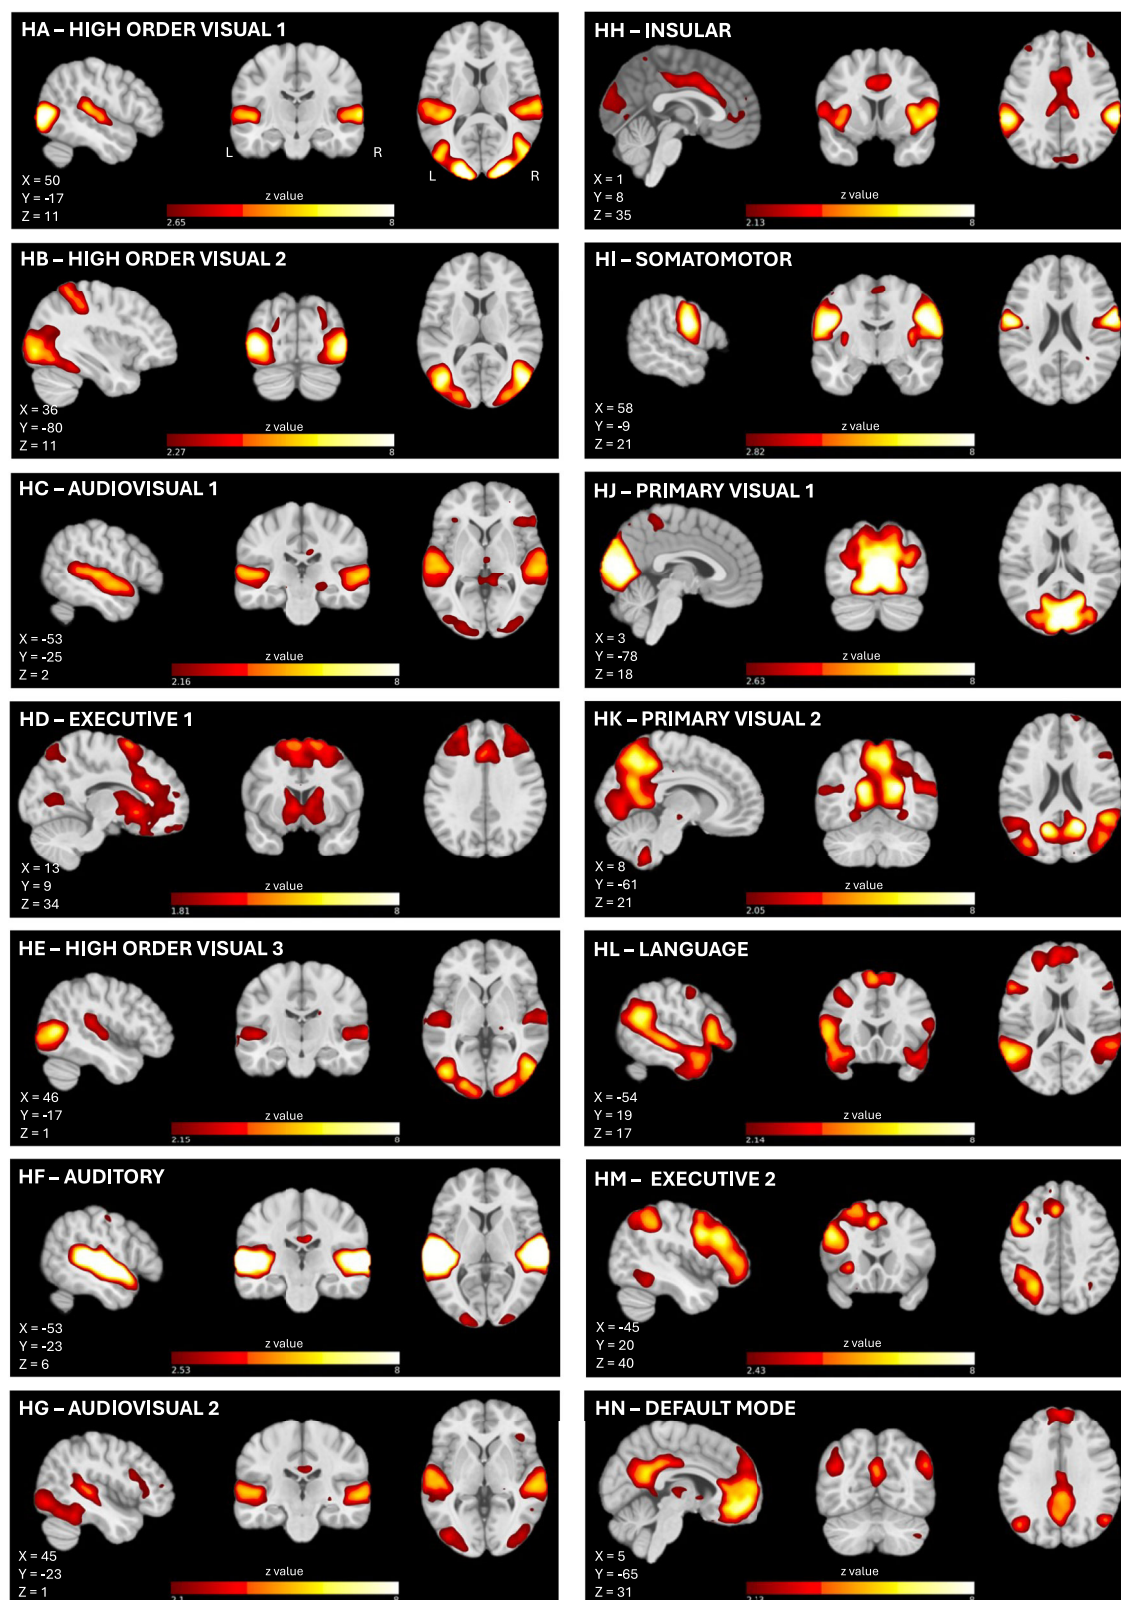 HA – HIGH ORDER VISUAL 1
L
R
L
R
X = 50
Y = -17
Z = 11
z value
2.65
8
HB – HIGH ORDER VISUAL 2
X = 36
Y = -80
Z = 11
z value
2.27
8
HC – AUDIOVISUAL 1
X = -53
Y = -25
Z = 2
z value
2.16
8
HD – EXECUTIVE 1
X = 13
Y = 9
Z = 34
z value
1.81
8
HE – HIGH ORDER VISUAL 3
X = 46
Y = -17
Z = 1
z value
2.15
8
HF – AUDITORY
X = -53
Y = -23
Z = 6
z value
2.53
8
HG – AUDIOVISUAL 2
X = 45
Y = -23
Z = 1
z value
2.1
8
HH – INSULAR
X = 1
Y = 8
Z = 35
z value
2.13
8
HI – SOMATOMOTOR
X = 58
Y = -9
Z = 21
z value
2.82
8
HJ – PRIMARY VISUAL 1
X = 3
Y = -78
Z = 18
z value
2.63
8
HK – PRIMARY VISUAL 2
X = 8
Y = -61
Z = 21
z value
2.05
8
HL – LANGUAGE
X = -54
Y = 19
Z = 17
z value
2.14
8
HM – EXECUTIVE 2
X = -45
Y = 20
Z = 40
z value
2.43
8
HN – DEFAULT MODE
X = 5
Y = -65
Z = 31
z value
8